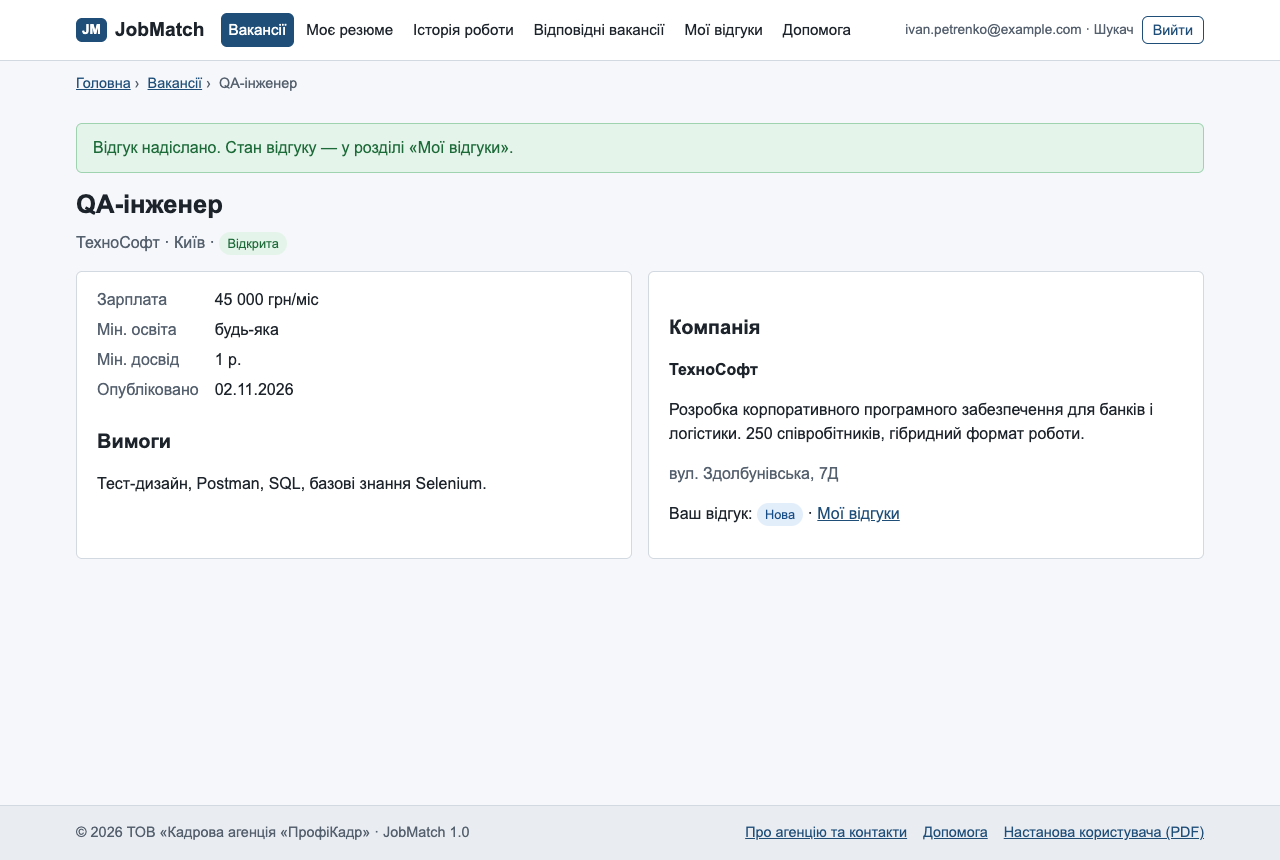 JM JobMatch Вакансії Моє резюме Історія роботи Відповідні вакансії Мої відгуки Допомога ivan.petrenko@example.com · Шукач Вийти
Головна › Вакансії › QA-інженер
Відгук надіслано. Стан відгуку — у розділі «Мої відгуки».
QA-інженер
ТехноСофт · Київ · Відкрита
Зарплата 45 000 грн/міс
Мін. освіта будь-яка
Мін. досвід 1 р.
Опубліковано 02.11.2026
Вимоги
Тест-дизайн, Postman, SQL, базові знання Selenium.
Компанія
ТехноСофт
Розробка корпоративного програмного забезпечення для банків і
логістики. 250 співробітників, гібридний формат роботи.
вул. Здолбунівська, 7Д
Ваш відгук: Нова · Мої відгуки
© 2026 ТОВ «Кадрова агенція «ПрофіКадр» · JobMatch 1.0 Про агенцію та контакти Допомога Настанова користувача (PDF)